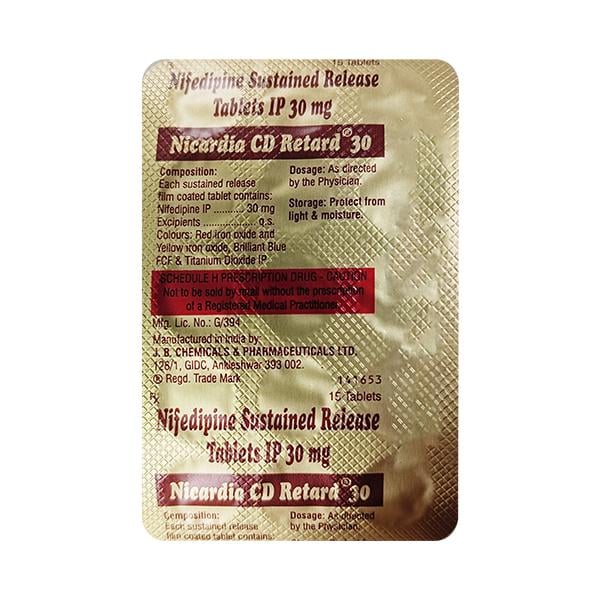 15 Tablets
Nifedipine Sustained Release
Tablets IP 30 mg
Nicardia CD Retard® 30
Composition:
Each sustained release
film coated tablet contains:
Nifedipine IP .......... 30 mg
Excipients ................. q.s.
Colours: Red iron oxide and
Yellow iron oxide, Brilliant Blue
FCF & Titanium Dioxide IP
Dosage: As directed
by the Physician.
Storage: Protect from
light & moisture.
SCHEDULE H PRESCRIPTION DRUG - CAUTION
Not to be sold by retail without the prescription
of a Registered Medical Practitioner
Mfg. Lic. No.: G/394
Manufactured in India by:
J. B. CHEMICALS & PHARMACEUTICALS LTD.
128/1, GIDC, Ankleshwar 393 002.
® Regd. Trade Mark
141653
Rx
15 Tablets
Nifedipine Sustained Release
Tablets IP 30 mg
Nicardia CD Retard® 30
Composition:
Each sustained release
film coated tablet contains:
Dosage: As directed
by the Physician.